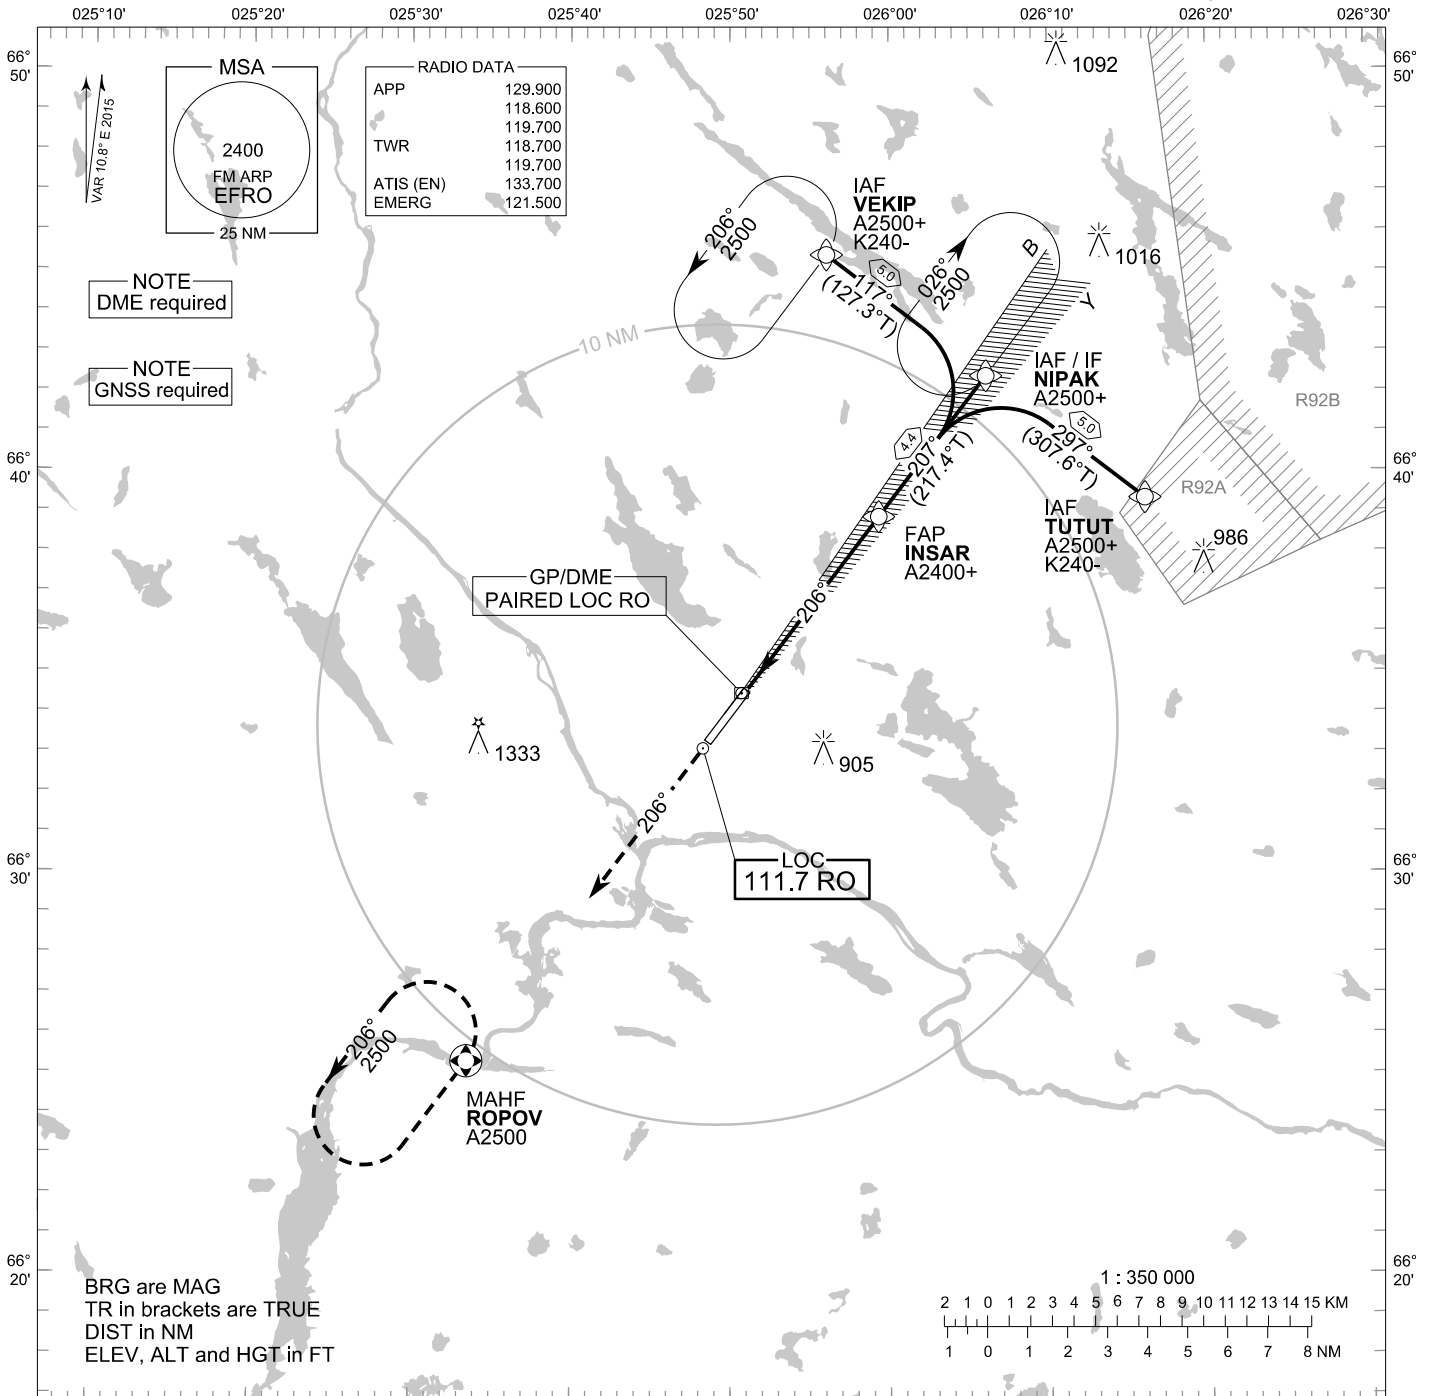 025°10' 025°20' 025°30' 025°40' 025°50' 026°00' 026°10' 026°20' 026°30'
66°
50'
66°
50'
VAR 10.8° E 2015
MSA
2400
FM ARP
EFRO
25 NM
RADIO DATA
APP 129.900
118.600
119.700
TWR 118.700
119.700
ATIS (EN) 133.700
EMERG 121.500
NOTE
DME required
NOTE
GNSS required
1092
1016
IAF
VEKIP
A2500+
K240-
206°
2500
5.0
117°
(127.3°T)
026°
2500
B
Y
10 NM
IAF / IF
NIPAK
A2500+
R92B
5.0
297°
(307.6°T)
4.4
207°
(217.4°T)
66°
40'
66°
40'
R92A
IAF
TUTUT
A2500+
K240-
986
FAP
INSAR
A2400+
GP/DME
PAIRED LOC RO
206°
1333
905
206°
LOC
111.7 RO
66°
30'
66°
30'
206°
2500
MAHF
ROPOV
A2500
66°
20'
66°
20'
BRG are MAG
TR in brackets are TRUE
DIST in NM
ELEV, ALT and HGT in FT
1 : 350 000
2 1 0 1 2 3 4 5 6 7 8 9 10 11 12 13 14 15 KM
1 0 1 2 3 4 5 6 7 8 NM